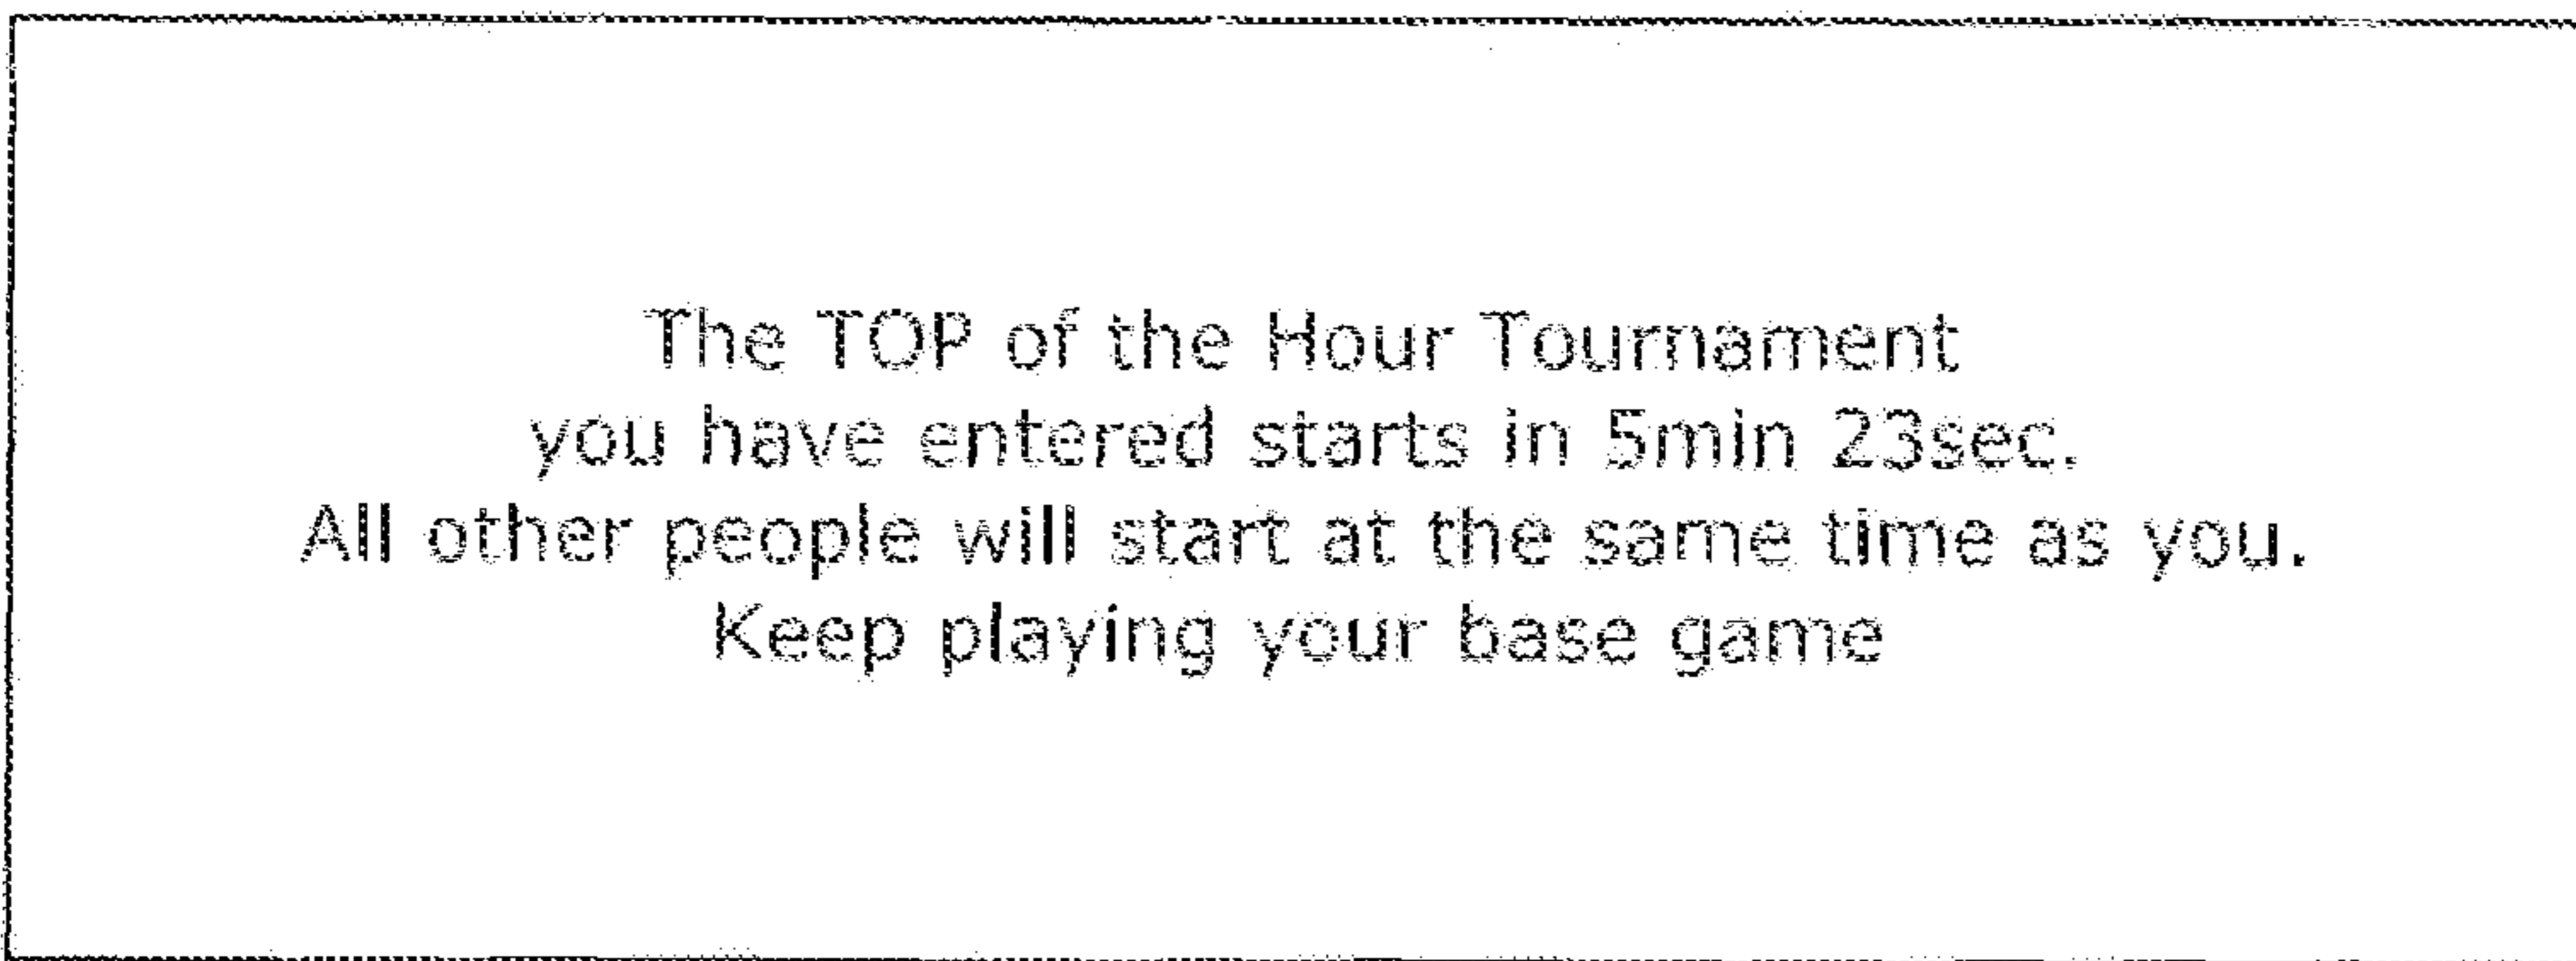 The TOP of the Hour Tournament
you have entered starts in 5min 23sec.
All other people will start at the same time as you.
Keep playing your base game